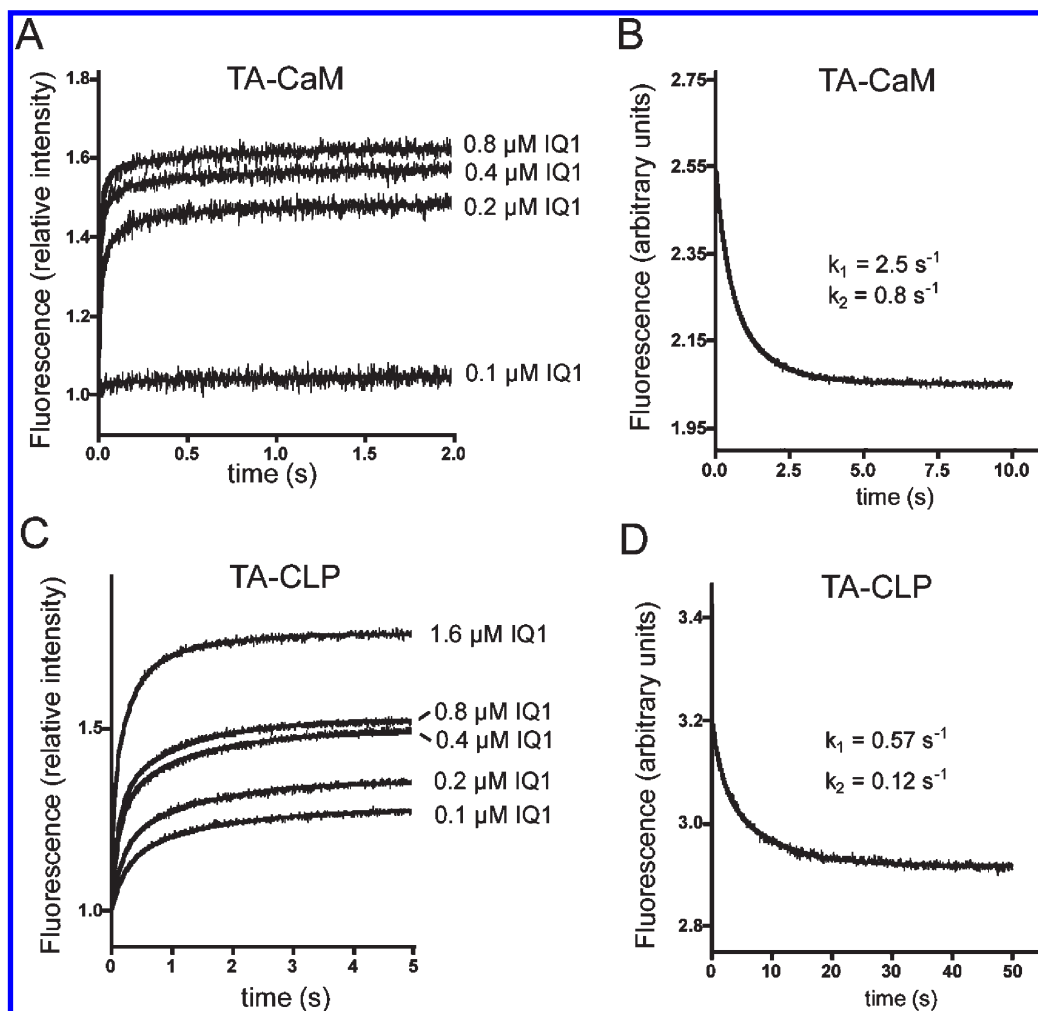 A
TA-CaM
Fluorescence (relative intensity)
1.8
1.6
1.4
1.2
1.0
0.8 µM IQ1
0.4 µM IQ1
0.2 µM IQ1
0.1 µM IQ1
0.0 0.5 1.0 1.5 2.0
time (s)
B
TA-CaM
Fluorescence (arbitrary units)
2.75
2.55
2.35
2.15
1.95
k1 = 2.5 s-1
k2 = 0.8 s-1
0.0 2.5 5.0 7.5 10.0
time (s)
C
TA-CLP
Fluorescence (relative intensity)
1.5
1.0
1.6 µM IQ1
0.8 µM IQ1
0.4 µM IQ1
0.2 µM IQ1
0.1 µM IQ1
0 1 2 3 4 5
time (s)
D
TA-CLP
Fluorescence (arbitrary units)
3.4
3.2
3.0
2.8
k1 = 0.57 s-1
k2 = 0.12 s-1
0 10 20 30 40 50
time (s)